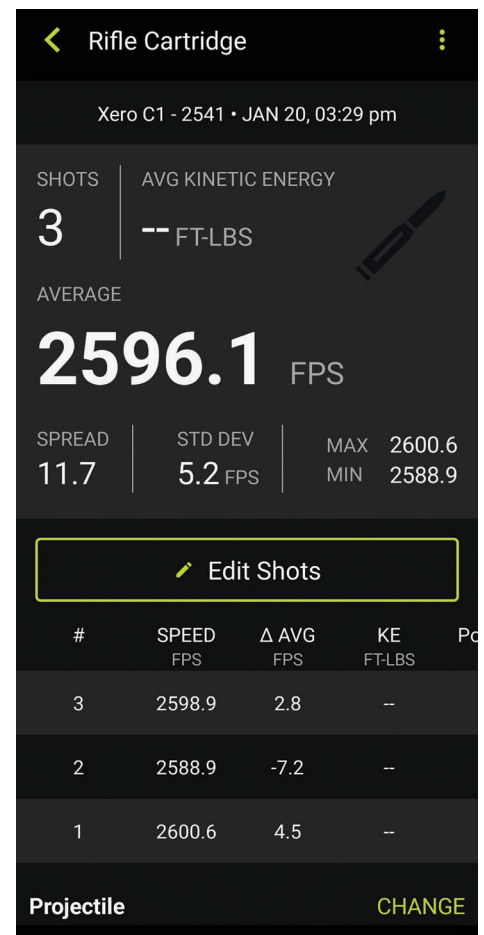 Rifle Cartridge
Xero C1 - 2541 • JAN 20, 03:29 pm
SHOTS AVG KINETIC ENERGY
3 -- FT-LBS
AVERAGE
2596.1 FPS
SPREAD STD DEV MAX 2600.6
11.7 5.2 FPS MIN 2588.9
Edit Shots
# SPEED Δ AVG KE Po
FPS FPS FT-LBS
3 2598.9 2.8 --
2 2588.9 -7.2 --
1 2600.6 4.5 --
Projectile CHANGE